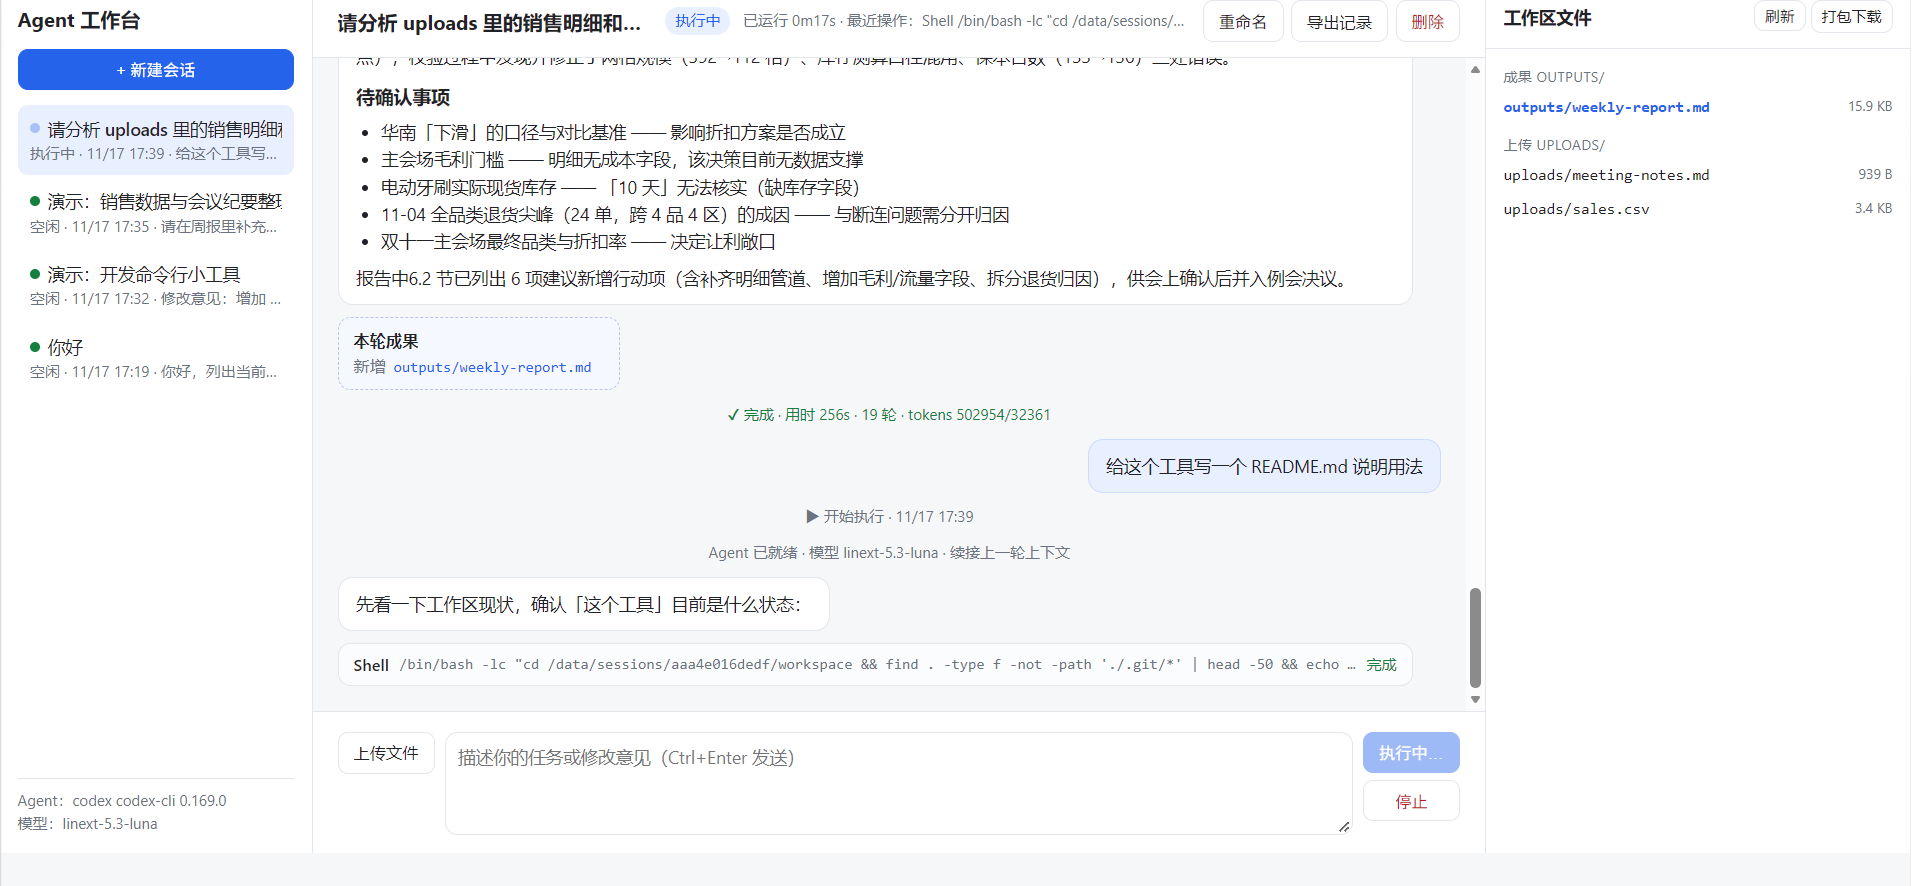 Agent 工作台
+ 新建会话
请分析 uploads 里的销售明细和
执行中 · 11/17 17:39 · 给这个工具写...
演示：销售数据与会议纪要整理
空闲 · 11/17 17:35 · 请在周报里补充...
演示：开发命令行小工具
空闲 · 11/17 17:32 · 修改意见：增加 ...
你好
空闲 · 11/17 17:19 · 你好，列出当前...
Agent：codex codex-cli 0.169.0
模型：linext-5.3-luna
请分析 uploads 里的销售明细和...
执行中
已运行 0m17s · 最近操作：Shell /bin/bash -lc "cd /data/sessions/...
重命名
导出记录
删除
待确认事项
• 华南「下滑」的口径与对比基准 —— 影响折扣方案是否成立
• 主会场毛利门槛 —— 明细无成本字段，该决策目前无数据支撑
• 电动牙刷实际现货库存 —— 「10 天」无法核实（缺库存字段）
• 11-04 全品类退货尖峰（24 单，跨 4 品 4 区）的成因 —— 与断连问题需分开归因
• 双十一主会场最终品类与折扣率 —— 决定让利敞口
报告中6.2 节已列出 6 项建议新增行动项（含补齐明细管道、增加毛利/流量字段、拆分退货归因），供会上确认后并入例会决议。
本轮成果
新增 outputs/weekly-report.md
✓ 完成 · 用时 256s · 19 轮 · tokens 502954/32361
给这个工具写一个 README.md 说明用法
▶ 开始执行 · 11/17 17:39
Agent 已就绪 · 模型 linext-5.3-luna · 续接上一轮上下文
先看一下工作区现状，确认「这个工具」目前是什么状态：
Shell /bin/bash -lc "cd /data/sessions/aaa4e016dedf/workspace && find . -type f -not -path './.git/*' | head -50 && echo … 完成
上传文件
描述你的任务或修改意见（Ctrl+Enter 发送）
执行中...
停止
工作区文件
刷新
打包下载
成果 OUTPUTS/
outputs/weekly-report.md 15.9 KB
上传 UPLOADS/
uploads/meeting-notes.md 939 B
uploads/sales.csv 3.4 KB